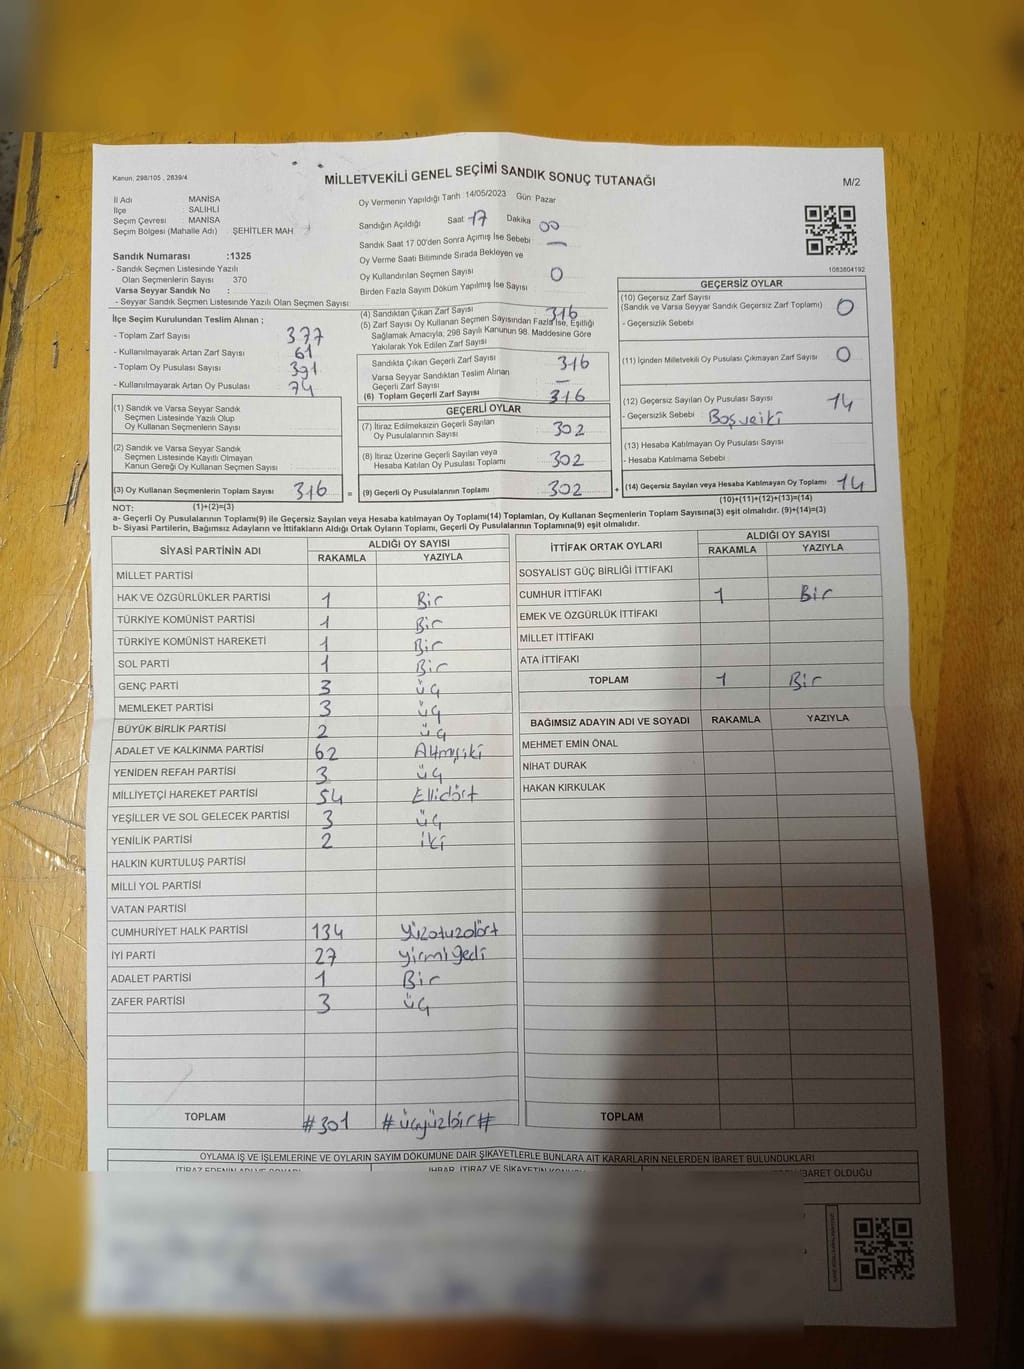 Kanun, 298/105 , 2839/4
MİLLETVEKİLİ GENEL SEÇİMİ SANDIK SONUÇ TUTANAĞI
M/2
İl Adı MANİSA
İlçe : SALİHLİ
Seçim Çevresi MANİSA
Seçim Bölgesi (Mahalle Adı) ŞEHİTLER MAH
Sandık Numarası :1325
- Sandık Seçmen Listesinde Yazılı
Olan Seçmenlerin Sayısı 370
Varsa Seyyar Sandık No :
- Seyyar Sandık Seçmen Listesinde Yazılı Olan Seçmen Sayısı
Oy Vermenin Yapıldığı Tarih 14/05/2023 Gün Pazar
Sandığın Açıldığı Saat 17 Dakika 00
Sandık Saat 17 00'den Sonra Açmış İse Sebebi —
Oy Verme Saati Bitiminde Sırada Bekleyen ve
Oy Kullandırılan Seçmen Sayısı 0
Birden Fazla Sayım Döküm Yapılmış İse Sayısı
1083804192
İlçe Seçim Kurulundan Teslim Alınan ;
- Toplam Zarf Sayısı 377
- Kullanılmayarak Artan Zarf Sayısı 61
- Toplam Oy Pusulası Sayısı 391
- Kullanılmayarak Artan Oy Pusulası 74
(4) Sandıktan Çıkan Zarf Sayısı 316
(5) Zarf Sayısı Oy Kullanan Seçmen Sayısından Fazla İse, Eşitliği
Sağlamak Amacıyla; 298 Sayılı Kanunun 98. Maddesine Göre
Yakılarak Yok Edilen Zarf Sayısı
Sandıkta Çıkan Geçerli Zarf Sayısı 316
Varsa Seyyar Sandıktan Teslim Alınan
Geçerli Zarf Sayısı —
(6) Toplam Geçerli Zarf Sayısı 316
GEÇERSİZ OYLAR
(10) Geçersiz Zarf Sayısı
(Sandık ve Varsa Seyyar Sandık Geçersiz Zarf Toplamı) 0
- Geçersizlik Sebebi
(11) İçinden Milletvekili Oy Pusulası Çıkmayan Zarf Sayısı 0
(12) Geçersiz Sayılan Oy Pusulası Sayısı 14
- Geçersizlik Sebebi
(13) Hesaba Katılmayan Oy Pusulası Sayısı
- Hesaba Katılmama Sebebi
(14) Geçersiz Sayılan veya Hesaba Katılmayan Oy Toplamı 14
(10)+(11)+(12)+(13)=(14)
(1) Sandık ve Varsa Seyyar Sandık
Seçmen Listesinde Yazılı Olup
Oy Kullanan Seçmenlerin Sayısı
(2) Sandık ve Varsa Seyyar Sandık
Seçmen Listesinde Kayıtlı Olmayan
Kanun Gereği Oy Kullanan Seçmen Sayısı
(3) Oy Kullanan Seçmenlerin Toplam Sayısı 316 =
GEÇERLİ OYLAR
(7) İtiraz Edilmeksizin Geçerli Sayılan
Oy Pusulalarının Sayısı 302
(8) İtiraz Üzerine Geçerli Sayılan veya
Hesaba Katılan Oy Pusulası Toplamı 302
(9) Geçerli Oy Pusulalarının Toplamı 302 +
NOT: (1)+(2)=(3)
a- Geçerli Oy Pusulalarının Toplamı(9) ile Geçersiz Sayılan veya Hesaba katılmayan Oy Toplamı(14) Toplamları, Oy Kullanan Seçmenlerin Toplam Sayısına(3) eşit olmalıdır. (9)+(14)=(3)
b- Siyasi Partilerin, Bağımsız Adayların ve İttifakların Aldığı Ortak Oyların Toplamı, Geçerli Oy Pusulalarının Toplamına(9) eşit olmalıdır.
SİYASİ PARTİNİN ADI ALDIĞI OY SAYISI
RAKAMLA YAZIYLA
MİLLET PARTİSİ
HAK VE ÖZGÜRLÜKLER PARTİSİ 1 Bir
TÜRKİYE KOMÜNİST PARTİSİ 1 Bir
TÜRKİYE KOMÜNİST HAREKETİ 1 Bir
SOL PARTİ 1 Bir
GENÇ PARTİ 3 üç
MEMLEKET PARTİSİ 3 üç
BÜYÜK BİRLİK PARTİSİ 2 üç
ADALET VE KALKINMA PARTİSİ 62 Altmışiki
YENİDEN REFAH PARTİSİ 3 üç
MİLLİYETÇİ HAREKET PARTİSİ 54 Ellidört
YEŞİLLER VE SOL GELECEK PARTİSİ 3 üç
YENİLİK PARTİSİ 2 iki
HALKIN KURTULUŞ PARTİSİ
MİLLİ YOL PARTİSİ
VATAN PARTİSİ
CUMHURİYET HALK PARTİSİ 134 yüzotuzdört
İYİ PARTİ 27 yirmiyedi
ADALET PARTİSİ 1 Bir
ZAFER PARTİSİ 3 üç
TOPLAM #301 #üçyüzbir#
İTTİFAK ORTAK OYLARI ALDIĞI OY SAYISI
RAKAMLA YAZIYLA
SOSYALİST GÜÇ BİRLİĞİ İTTİFAKI
CUMHUR İTTİFAKI 1 Bir
EMEK VE ÖZGÜRLÜK İTTİFAKI
MİLLET İTTİFAKI
ATA İTTİFAKI
TOPLAM 1 Bir
BAĞIMSIZ ADAYIN ADI VE SOYADI RAKAMLA YAZIYLA
MEHMET EMİN ÖNAL
NİHAT DURAK
HAKAN KIRKULAK
TOPLAM
OYLAMA İŞ VE İŞLEMLERİNE VE OYLARIN SAYIM DÖKÜMÜNE DAİR ŞİKAYETLERLE BUNLARA AİT KARARLARIN NELERDEN İBARET BULUNDUKLARI
İTİRAZ EDENİN ADI VE SOYADI İHBAR, İTİRAZ VE ŞİKAYETİN KONUSU İBARET OLDUĞU